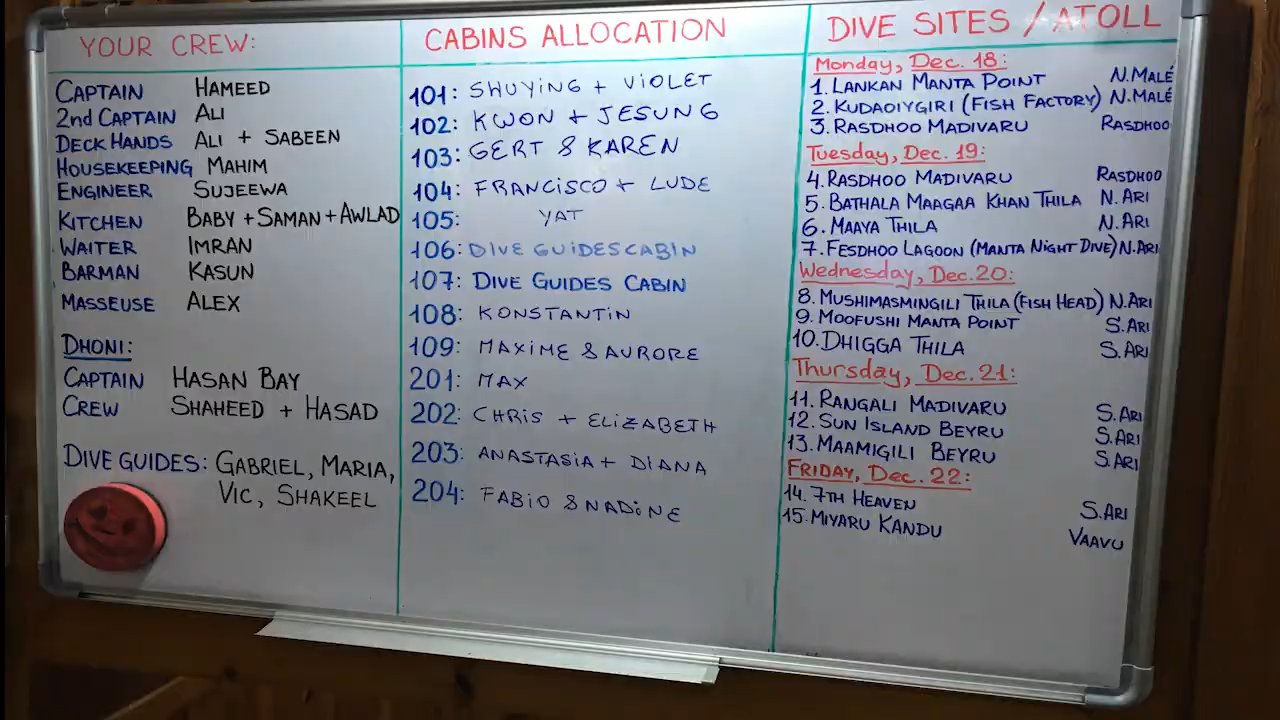 YOUR CREW:
CAPTAIN HAMEED
2nd CAPTAIN ALI
DECK HANDS ALI + SABEEN
HOUSEKEEPING MAHIM
ENGINEER SUJEEWA
KITCHEN BABY + SAMAN + AWLAD
WAITER IMRAN
BARMAN KASUN
MASSEUSE ALEX
DHONI:
CAPTAIN HASAN BAY
CREW SHAHEED + HASAD
DIVE GUIDES: GABRIEL, MARIA,
VIC, SHAKEEL
CABINS ALLOCATION
101: SHUYING + VIOLET
102: KWON + JESUNG
103: GERT & KAREN
104: FRANCISCO + LUDE
105: YAT
106: DIVE GUIDES CABIN
107: DIVE GUIDES CABIN
108: KONSTANTIN
109: MAXIME & AURORE
201: MAX
202: CHRIS + ELIZABETH
203: ANASTASIA + DIANA
204: FABIO & NADINE
DIVE SITES / ATOLL
Monday, Dec. 18:
1. LANKAN MANTA POINT N. MALÉ
2. KUDAOIYGIRI (FISH FACTORY) N. MALÉ
3. RASDHOO MADIVARU RASDHOO
Tuesday, Dec. 19:
4. RASDHOO MADIVARU RASDHOO
5. BATHALA MAAGAA KHAN THILA N. ARI
6. MAAYA THILA N. ARI
7. FESDHOO LAGOON (MANTA NIGHT DIVE) N. ARI
Wednesday, Dec. 20:
8. MUSHIMASMINGILI THILA (FISH HEAD) N. ARI
9. MOOFUSHI MANTA POINT S. ARI
10. DHIGGA THILA S. ARI
Thursday, Dec. 21:
11. RANGALI MADIVARU S. ARI
12. SUN ISLAND BEYRU S. ARI
13. MAAMIGILI BEYRU S. ARI
FRIDAY, DEC. 22:
14. 7TH HEAVEN S. ARI
15. MIYARU KANDU VAAVU